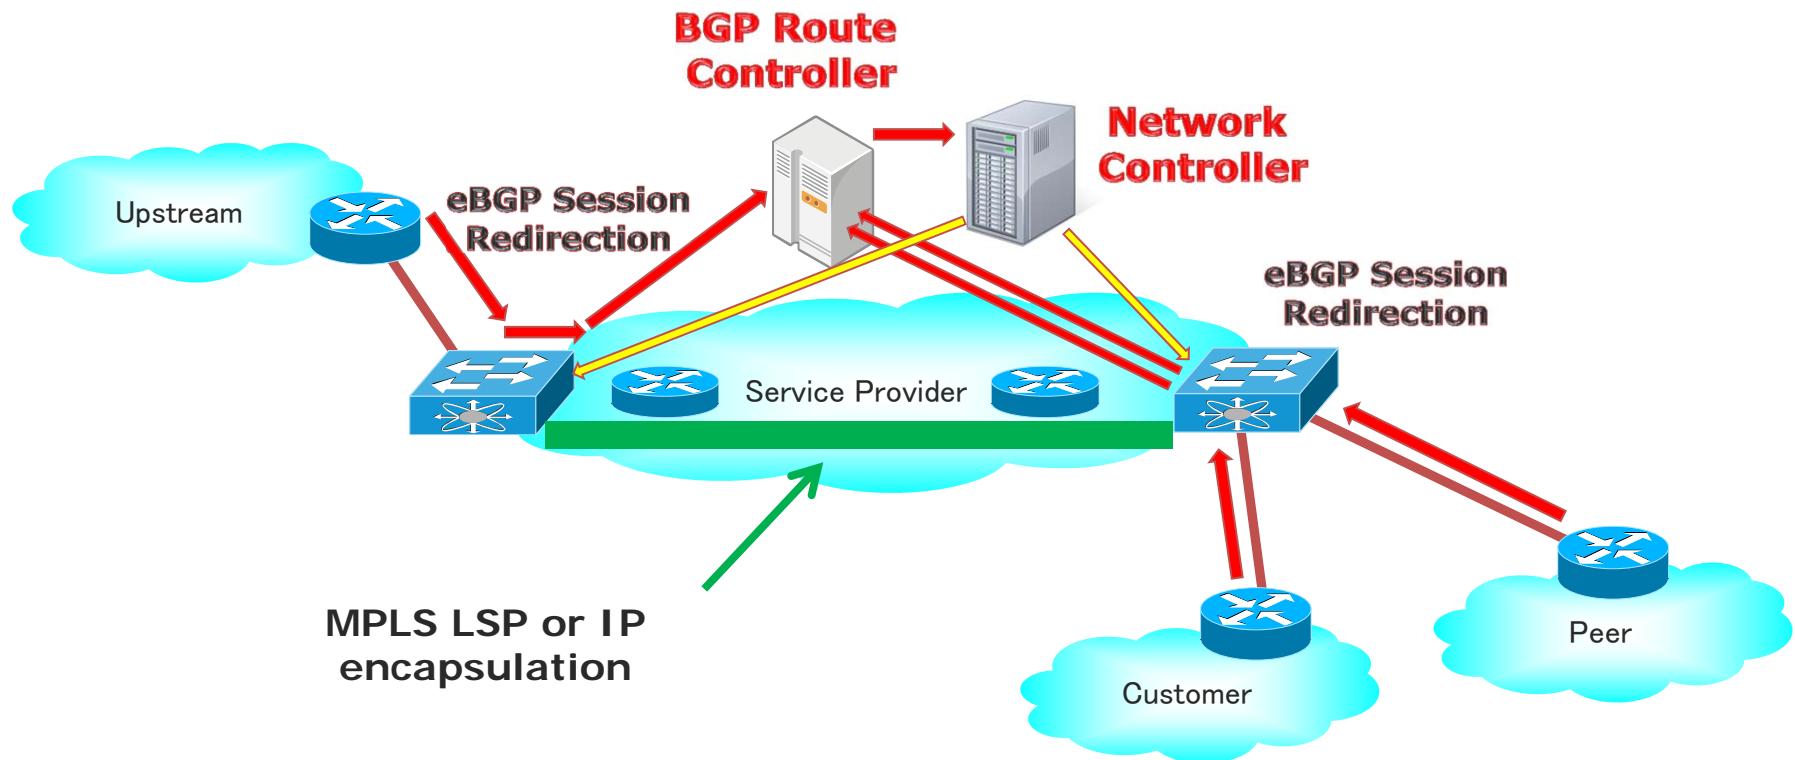 BGP Route
Controller
Network
Controller
Upstream
eBGP Session
Redirection
eBGP Session
Redirection
Service Provider
MPLS LSP or IP
encapsulation
Peer
Customer